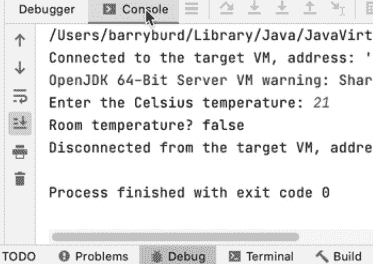 Debugger Console
/Users/barryburd/Library/Java/JavaVirt
Connected to the target VM, address: '
OpenJDK 64-Bit Server VM warning: Shar
Enter the Celsius temperature: 21
Room temperature? false
Disconnected from the target VM, addre
Process finished with exit code 0
TODO Problems Debug Terminal Build